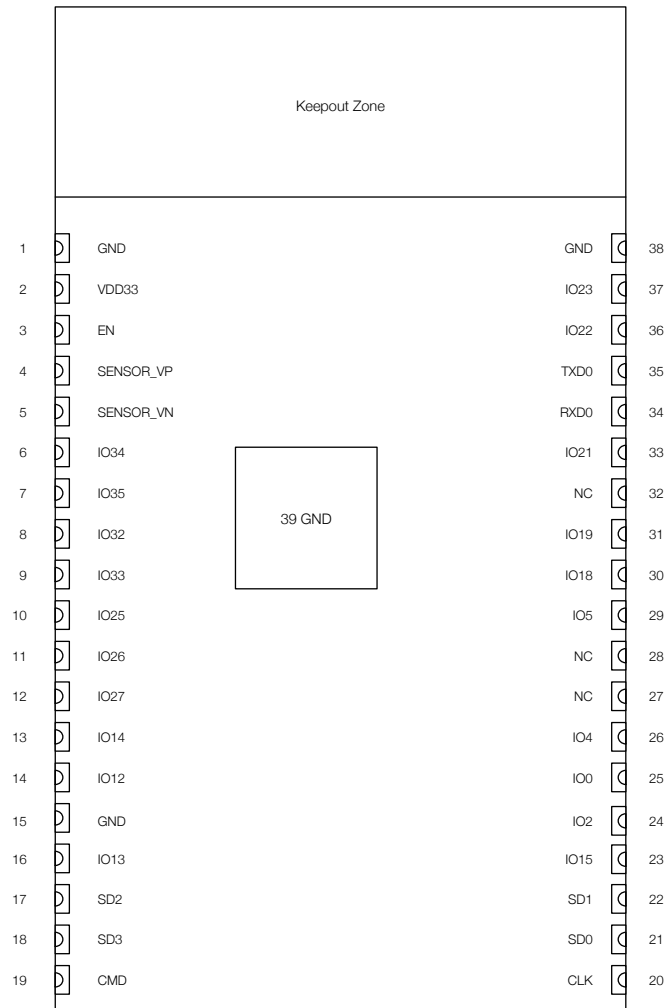 Keepout Zone
1 GND GND 38
2 VDD33 IO23 37
3 EN IO22 36
4 SENSOR_VP TXD0 35
5 SENSOR_VN RXD0 34
6 IO34 IO21 33
7 IO35 NC 32
39 GND
8 IO32 IO19 31
9 IO33 IO18 30
10 IO25 IO5 29
11 IO26 NC 28
12 IO27 NC 27
13 IO14 IO4 26
14 IO12 IO0 25
15 GND IO2 24
16 IO13 IO15 23
17 SD2 SD1 22
18 SD3 SD0 21
19 CMD CLK 20